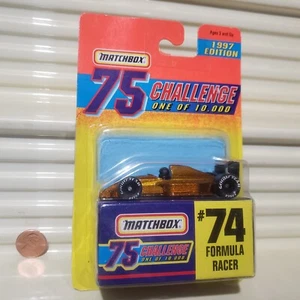 Ages 3 and Up
1997
EDITION
MATCHBOX
75
CHALLENGE
ONE OF 10,000
MATCHBOX
75
CHALLENGE
ONE OF 10,000
#74
FORMULA
RACER